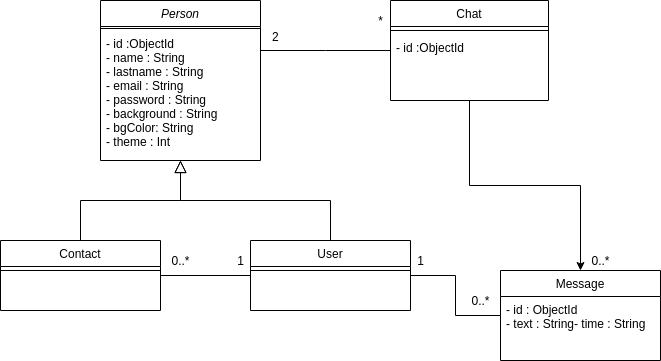 Person
- id :ObjectId
- name : String
- lastname : String
- email : String
- password : String
- background : String
- bgColor: String
- theme : Int
2
*
Chat
- id :ObjectId
Contact
0..*
1
User
1
0..*
0..*
Message
- id : ObjectId
- text : String- time : String